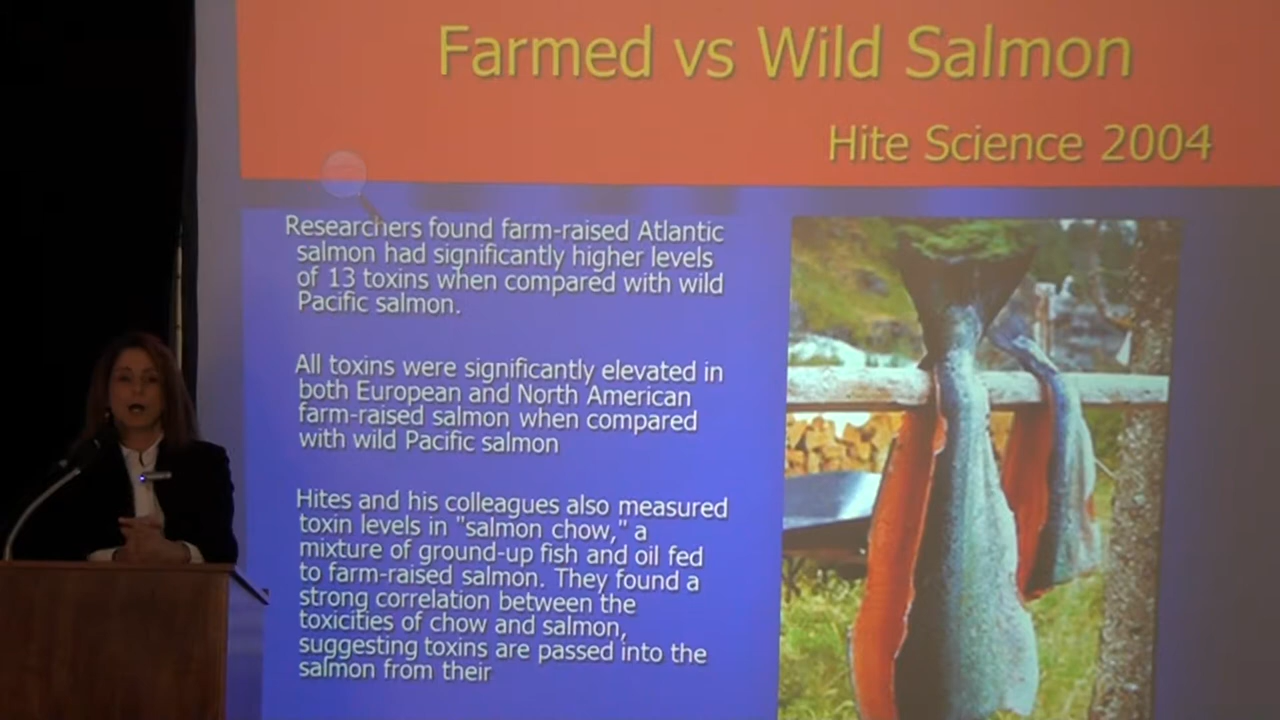 Farmed vs Wild Salmon
Hite Science 2004
Researchers found farm-raised Atlantic
salmon had significantly higher levels
of 13 toxins when compared with wild
Pacific salmon.
All toxins were significantly elevated in
both European and North American
farm-raised salmon when compared
with wild Pacific salmon
Hites and his colleagues also measured
toxin levels in "salmon chow," a
mixture of ground-up fish and oil fed
to farm-raised salmon. They found a
strong correlation between the
toxicities of chow and salmon,
suggesting toxins are passed into the
salmon from their